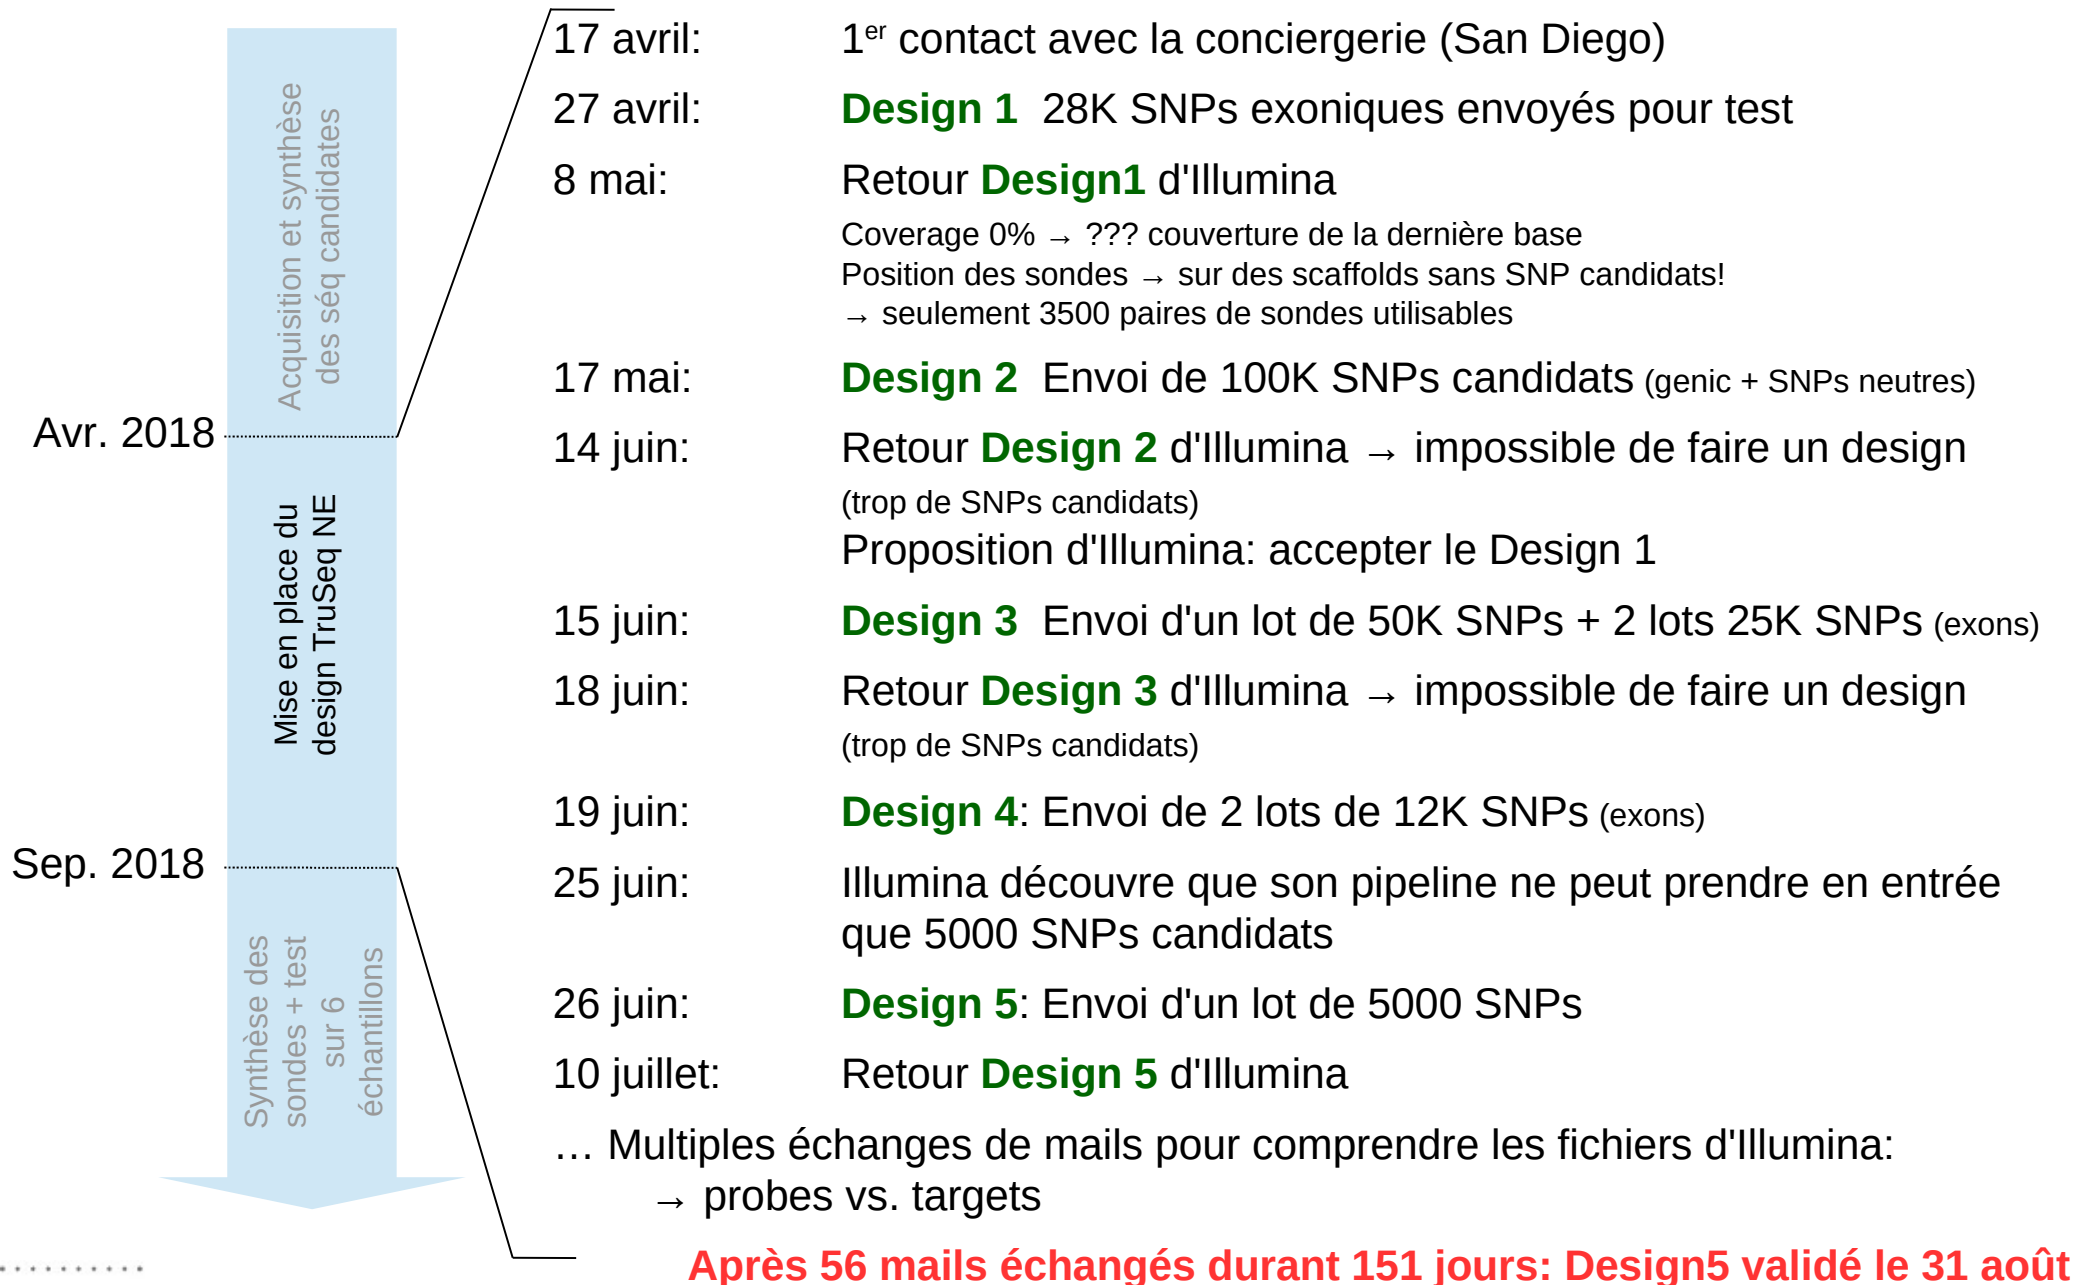 17 avril: 1er contact avec la conciergerie (San Diego)
27 avril: Design 1 28K SNPs exoniques envoyés pour test
8 mai: Retour Design1 d'Illumina
Coverage 0% → ??? couverture de la dernière base
Position des sondes → sur des scaffolds sans SNP candidats!
→ seulement 3500 paires de sondes utilisables
17 mai: Design 2 Envoi de 100K SNPs candidats (genic + SNPs neutres)
14 juin: Retour Design 2 d'Illumina → impossible de faire un design
(trop de SNPs candidats)
Proposition d'Illumina: accepter le Design 1
15 juin: Design 3 Envoi d'un lot de 50K SNPs + 2 lots 25K SNPs (exons)
18 juin: Retour Design 3 d'Illumina → impossible de faire un design
(trop de SNPs candidats)
19 juin: Design 4: Envoi de 2 lots de 12K SNPs (exons)
25 juin: Illumina découvre que son pipeline ne peut prendre en entrée
que 5000 SNPs candidats
26 juin: Design 5: Envoi d'un lot de 5000 SNPs
10 juillet: Retour Design 5 d'Illumina
… Multiples échanges de mails pour comprendre les fichiers d'Illumina:
→ probes vs. targets
Après 56 mails échangés durant 151 jours: Design5 validé le 31 août
Acquisition et synthèse
des séq candidates
Avr. 2018
Mise en place du
design TruSeq NE
Sep. 2018
Synthèse des
sondes + test
sur 6
échantillons